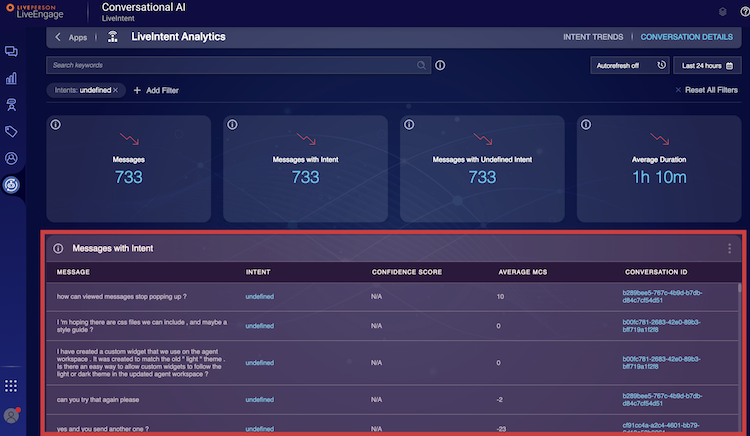 LIVEPERSON
LiveEngage
Conversational AI
LiveIntent
Apps
LiveIntent Analytics
INTENT TRENDS | CONVERSATION DETAILS
Search keywords
Autorefresh off
Last 24 hours
Intents: undefined ×
+ Add Filter
× Reset All Filters
Messages
733
Messages with Intent
733
Messages with Undefined Intent
733
Average Duration
1h 10m
Messages with Intent
MESSAGE INTENT CONFIDENCE SCORE AVERAGE MCS CONVERSATION ID
how can viewed messages stop popping up ? undefined N/A 10 b289bee5-767c-4b9d-b7db-
d84c7cf54d51
I 'm hoping there are css files we can include , and maybe a
style guide ?
undefined N/A 0
b00fc781-2683-42e0-89b3-
bff719a1f2f8
I have created a custom widget that we use on the agent
workspace . It was created to match the old " light " theme .
Is there an easy way to allow custom widgets to follow the
light or dark theme in the updated agent workspace ?
undefined N/A 0
b00fc781-2683-42e0-89b3-
bff719a1f2f8
can you try that again please undefined N/A -2 b289bee5-767c-4b9d-b7db-
d84c7cf54d51
yes and you send another one ? undefined N/A -23 cf91cc4a-a2c4-4601-bb79-